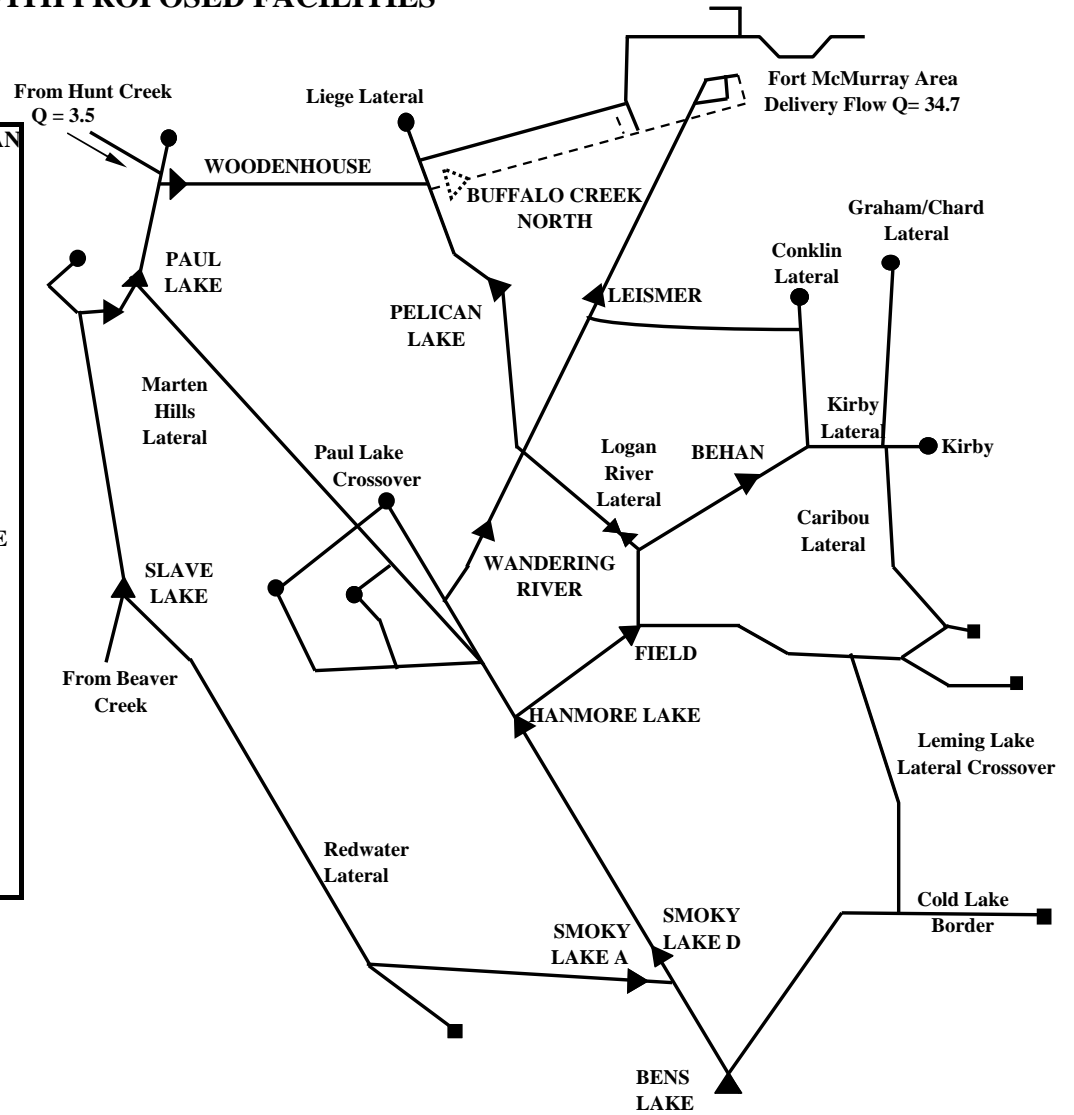 From Hunt Creek
Q = 3.5
Liege Lateral
Fort McMurray Area
Delivery Flow Q= 34.7
WOODENHOUSE
BUFFALO CREEK
NORTH
Graham/Chard
Lateral
Conklin
Lateral
PAUL
LAKE
LEISMER
PELICAN
LAKE
Marten
Hills
Lateral
Kirby
Lateral
Kirby
Paul Lake
Crossover
Logan
River
Lateral
BEHAN
Caribou
Lateral
WANDERING
RIVER
SLAVE
LAKE
FIELD
From Beaver
Creek
HANMORE LAKE
Leming Lake
Lateral Crossover
Redwater
Lateral
Cold Lake
Border
SMOKY
LAKE D
SMOKY
LAKE A
BENS
LAKE